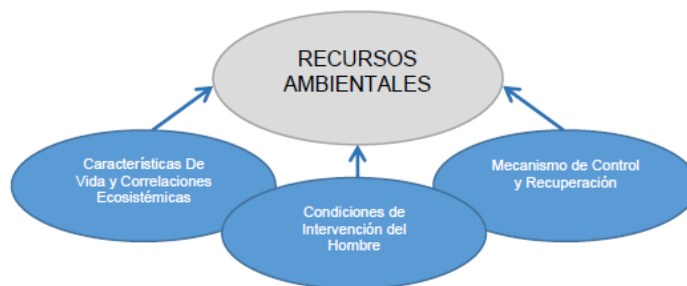 RECURSOS
AMBIENTALES
Características De
Vida y Correlaciones
Ecosistémicas
Condiciones de
Intervención del
Hombre
Mecanismo de Control
y Recuperación